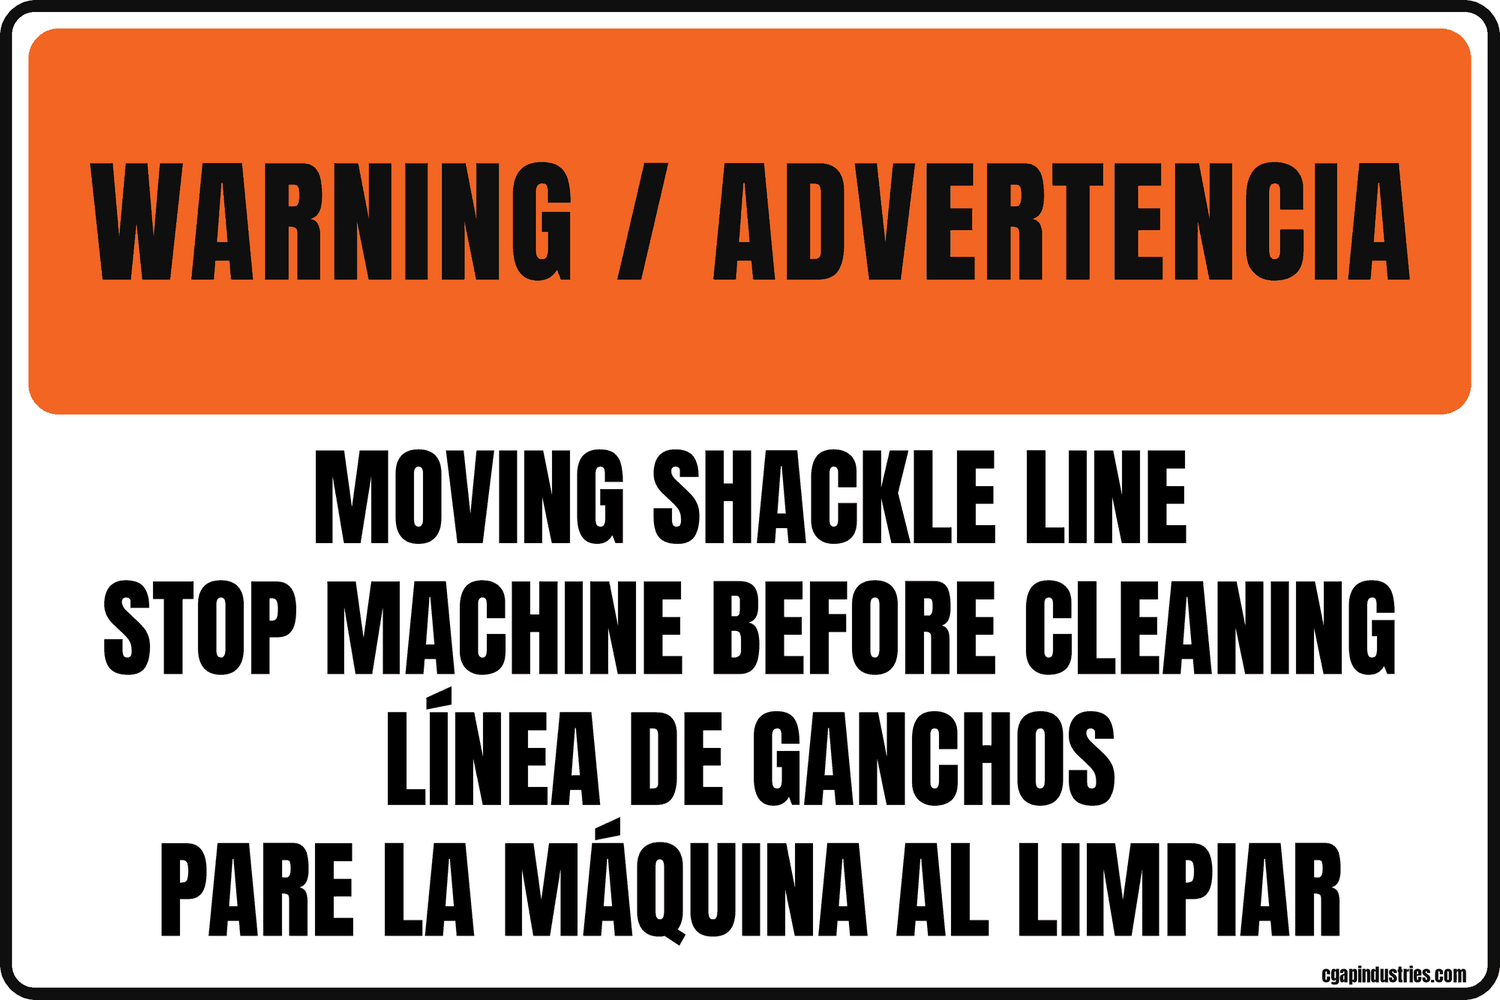 WARNING / ADVERTENCIA
MOVING SHACKLE LINE
STOP MACHINE BEFORE CLEANING
LÍNEA DE GANCHOS
PARE LA MÁQUINA AL LIMPIAR
cgapindustries.com